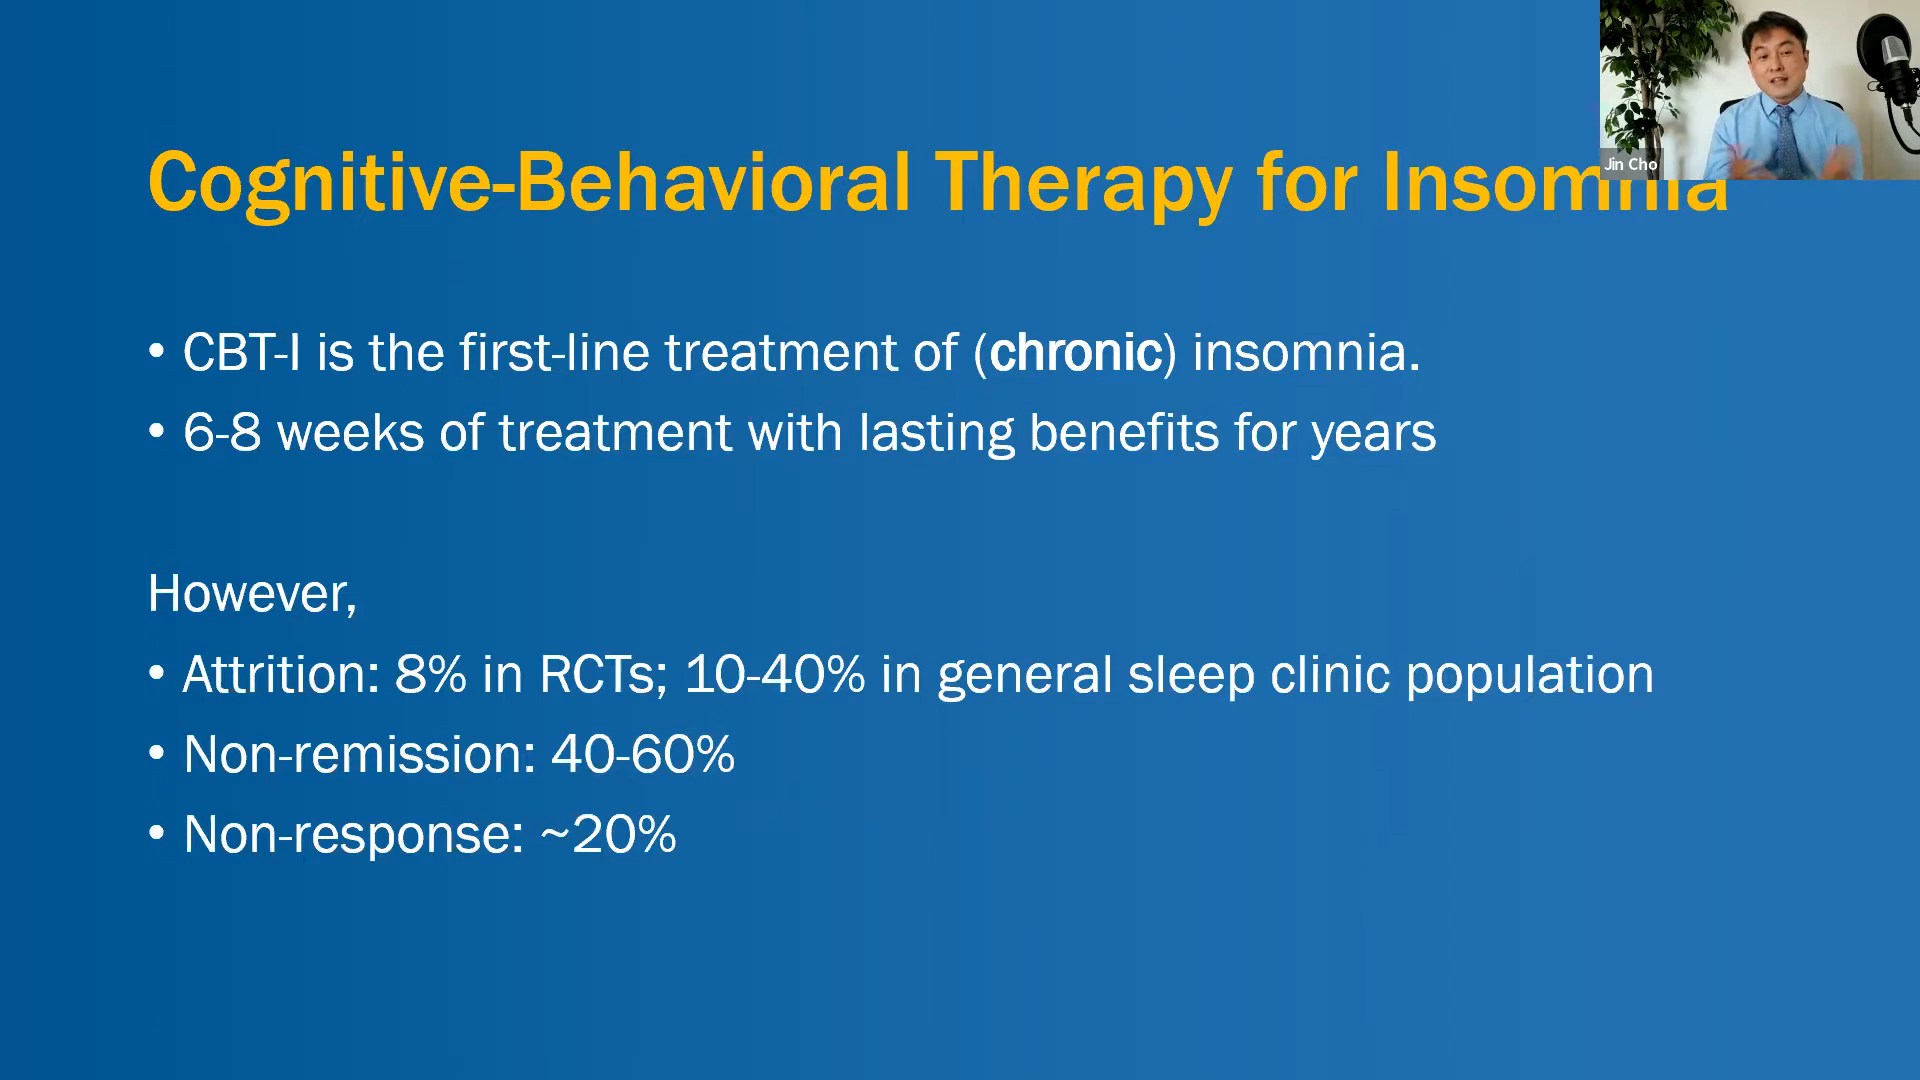 Cognitive-Behavioral Therapy for Insomnia
Jin Cho
• CBT-I is the first-line treatment of (chronic) insomnia.
• 6-8 weeks of treatment with lasting benefits for years
However,
• Attrition: 8% in RCTs; 10-40% in general sleep clinic population
• Non-remission: 40-60%
• Non-response: ~20%